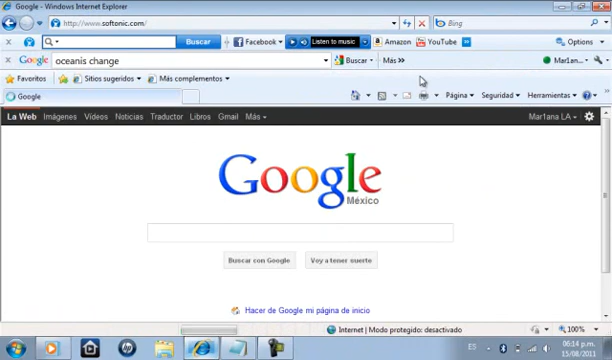 Google - Windows Internet Explorer
http://www.softonic.com/
Bing
Buscar Facebook Listen to music Amazon YouTube Options
Google oceanis change Buscar Más Mar1an...
Favoritos Sitios sugeridos Más complementos
Google Página Seguridad Herramientas
La Web Imágenes Vídeos Noticias Traductor Libros Gmail Más Mar1ana LA
Google
México
Buscar con Google Voy a tener suerte
Hacer de Google mi página de inicio
Internet | Modo protegido: desactivado 100%
hp ES 06:14 p.m.
15/08/2011